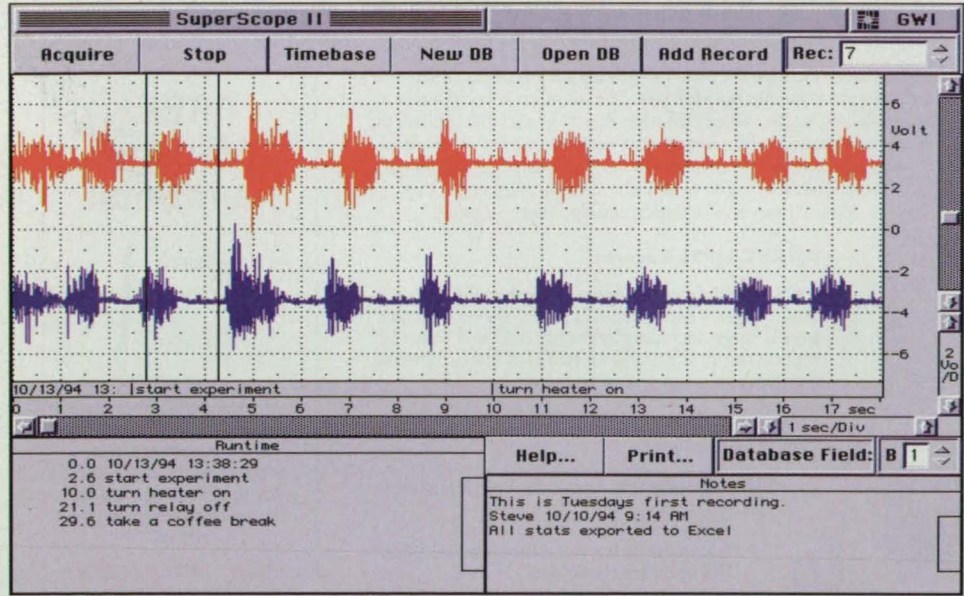 SuperScope II
GWI
Acquire Stop Timebase New DB Open DB Add Record Rec: 7
6
Volt
4
2
0
-2
-4
-6
2
Vo
/D
10/13/94 13: start experiment turn heater on
0 1 2 3 4 5 6 7 8 9 10 11 12 13 14 15 16 17 sec
1 sec/Div
Runtime
0.0 10/13/94 13:38:29
2.6 start experiment
10.0 turn heater on
21.1 turn relay off
29.6 take a coffee break
Help... Print... Database Field: B 1
Notes
This is Tuesdays first recording.
Steve 10/10/94 9:14 AM
All stats exported to Excel